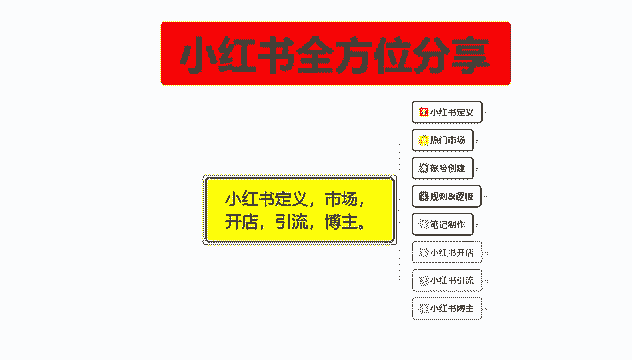 小红书全方位分享
小红书定义，市场，
开店，引流，博主。
小红书定义
热门市场
账号创建
规则及逻辑
笔记制作
小红书开店
小红书引流
小红书博主